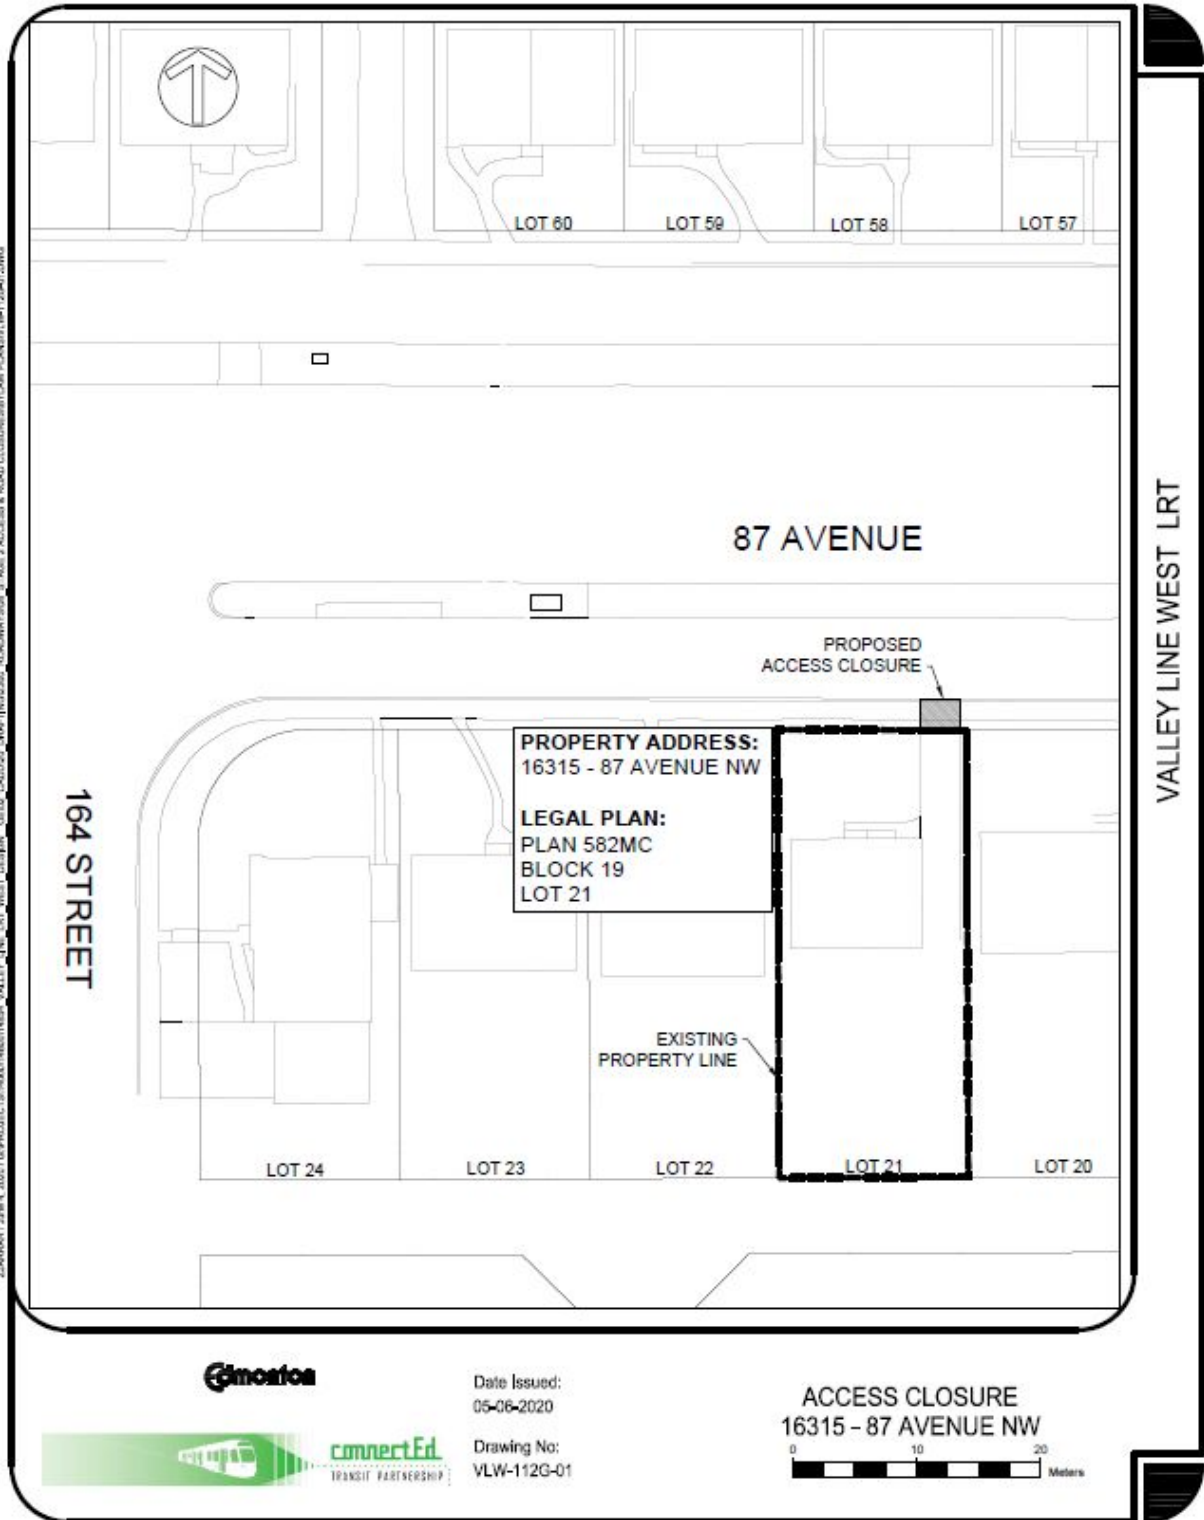 LOT 60
LOT 59
LOT 58
LOT 57
87 AVENUE
PROPOSED
ACCESS CLOSURE
PROPERTY ADDRESS:
16315 - 87 AVENUE NW
LEGAL PLAN:
PLAN 582MC
BLOCK 19
LOT 21
164 STREET
EXISTING
PROPERTY LINE
LOT 24
LOT 23
LOT 22
LOT 21
LOT 20
VALLEY LINE WEST LRT
Edmonton
connectEd
TRANSIT PARTNERSHIP
Date Issued:
05-06-2020
Drawing No:
VLW-112G-01
ACCESS CLOSURE
16315 - 87 AVENUE NW
0 10 20
Meters